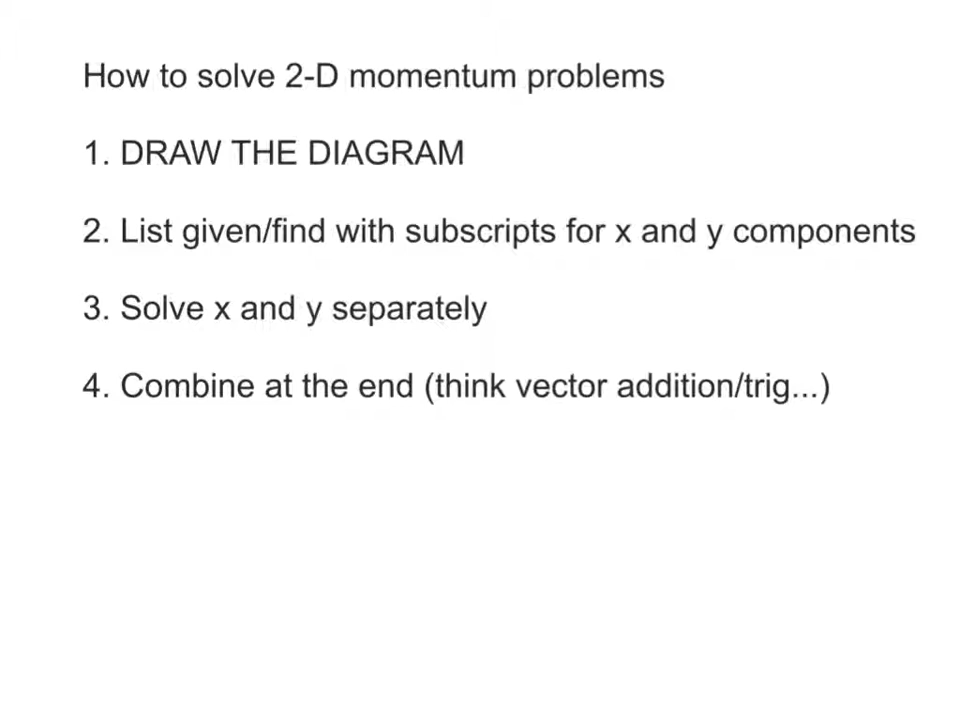 How to solve 2-D momentum problems
1. DRAW THE DIAGRAM
2. List given/find with subscripts for x and y components
3. Solve x and y separately
4. Combine at the end (think vector addition/trig...)